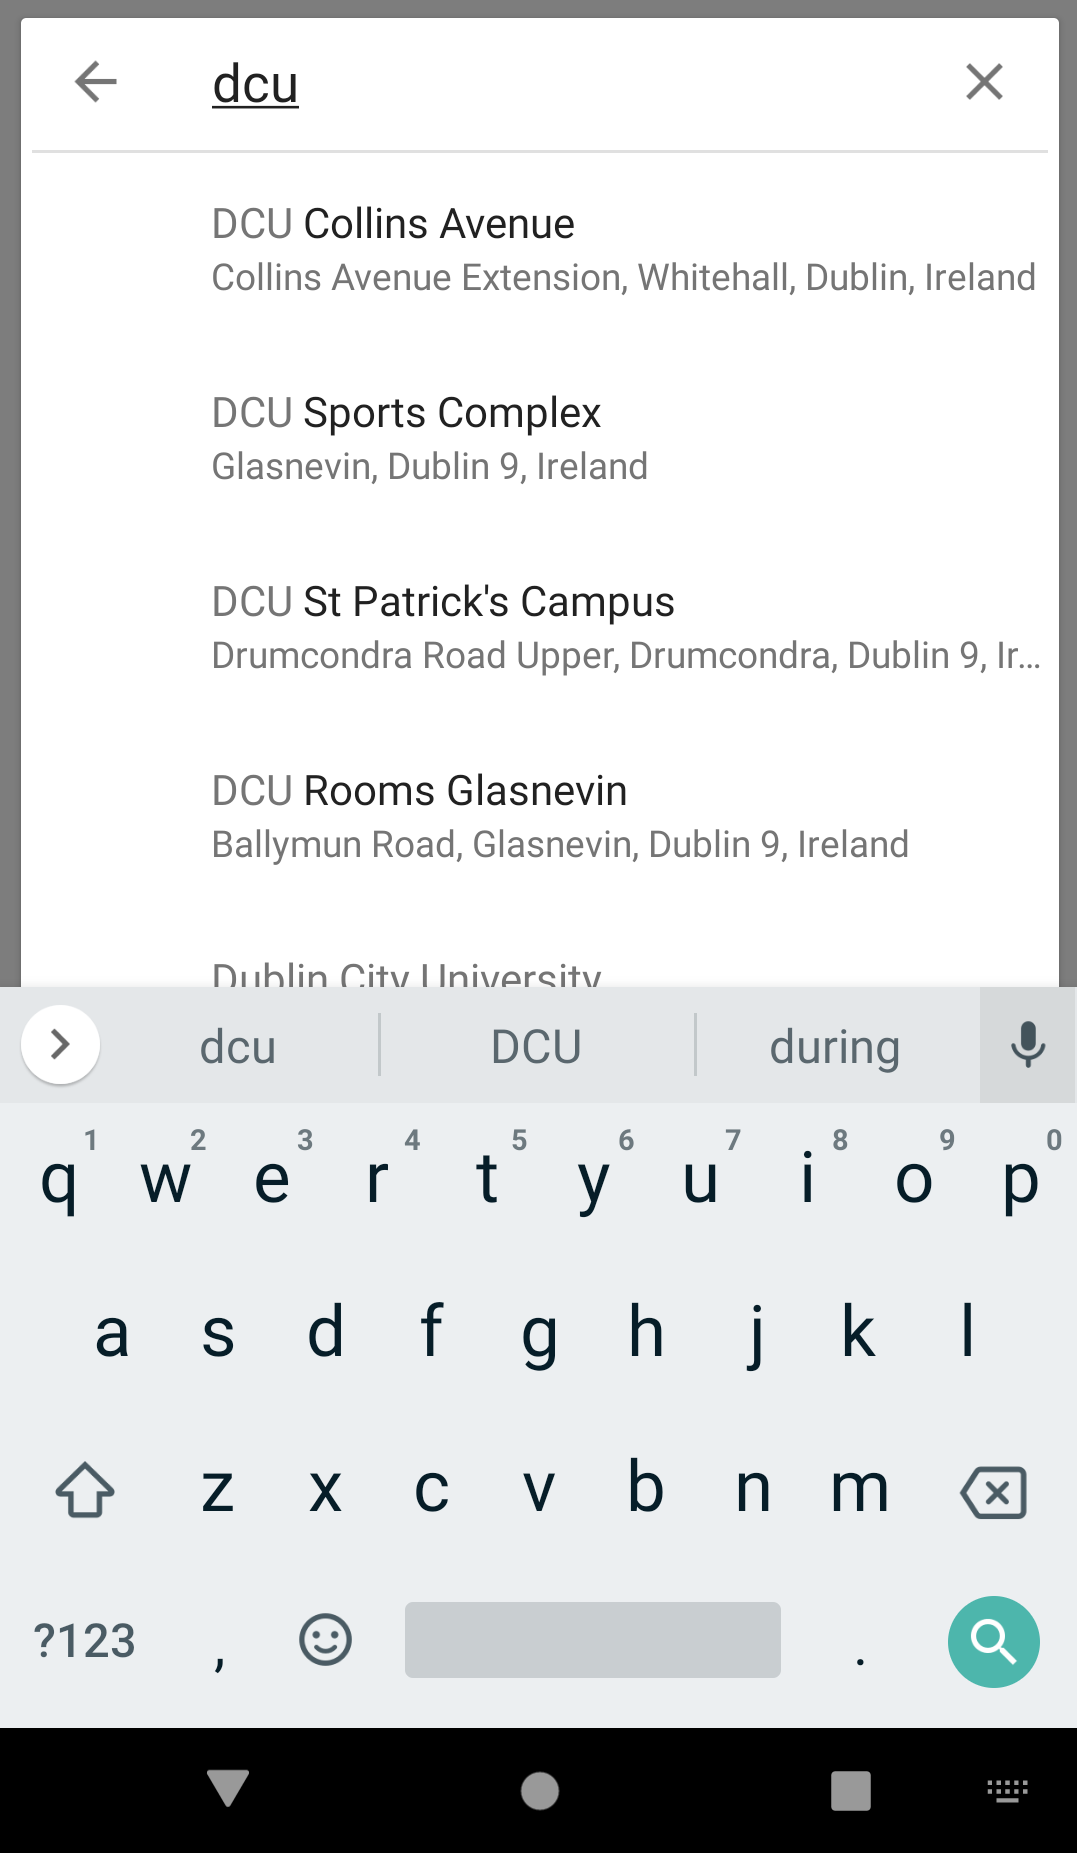 dcu
DCU Collins Avenue
Collins Avenue Extension, Whitehall, Dublin, Ireland
DCU Sports Complex
Glasnevin, Dublin 9, Ireland
DCU St Patrick's Campus
Drumcondra Road Upper, Drumcondra, Dublin 9, Ir...
DCU Rooms Glasnevin
Ballymun Road, Glasnevin, Dublin 9, Ireland
Dublin City University
dcu DCU during
1 2 3 4 5 6 7 8 9 0
q w e r t y u i o p
a s d f g h j k l
z x c v b n m
?123 , .